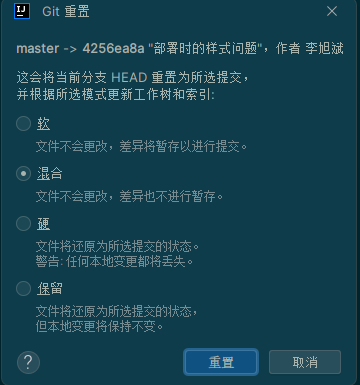 IJ Git 重置
master -> 4256ea8a "部署时的样式问题"，作者 李旭斌
这会将当前分支 HEAD 重置为所选提交，
并根据所选模式更新工作树和索引:
软
文件不会更改，差异将暂存以进行提交。
混合
文件不会更改，差异也不进行暂存。
硬
文件将还原为所选提交的状态。
警告: 任何本地变更都将丢失。
保留
文件将还原为所选提交的状态，
但本地变更将保持不变。
? 重置 取消